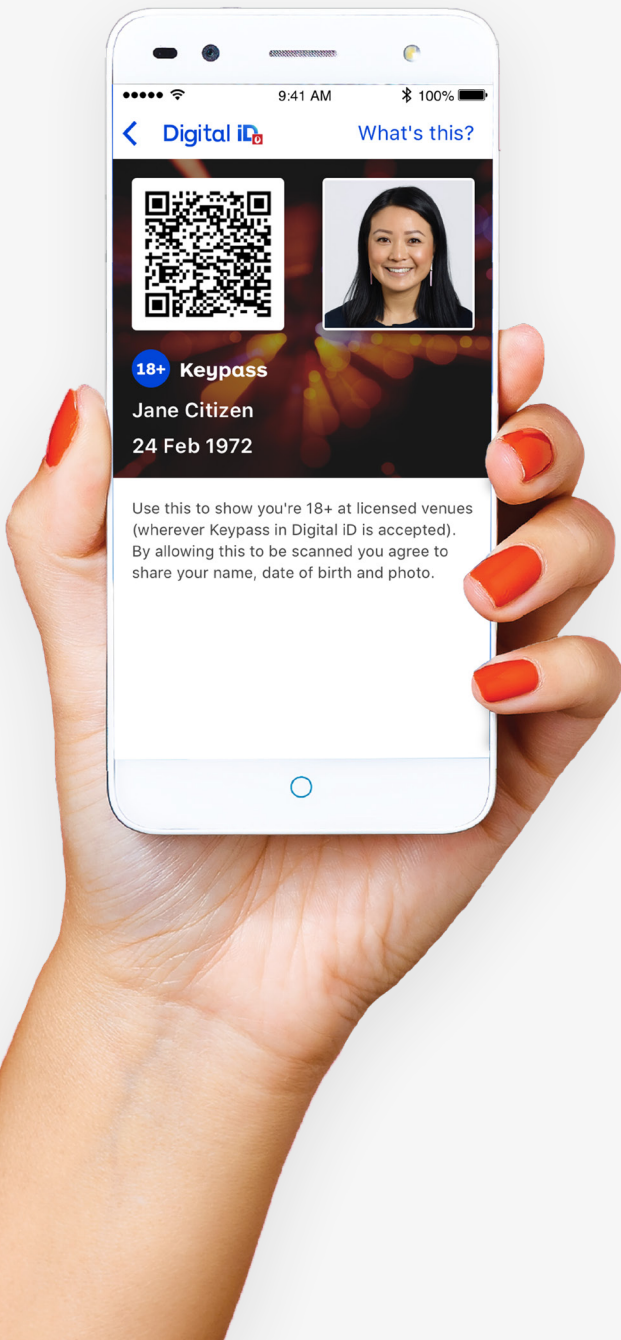 9:41 AM
100%
Digital iD
What's this?
18+ Keypass
Jane Citizen
24 Feb 1972
Use this to show you're 18+ at licensed venues
(wherever Keypass in Digital iD is accepted).
By allowing this to be scanned you agree to
share your name, date of birth and photo.